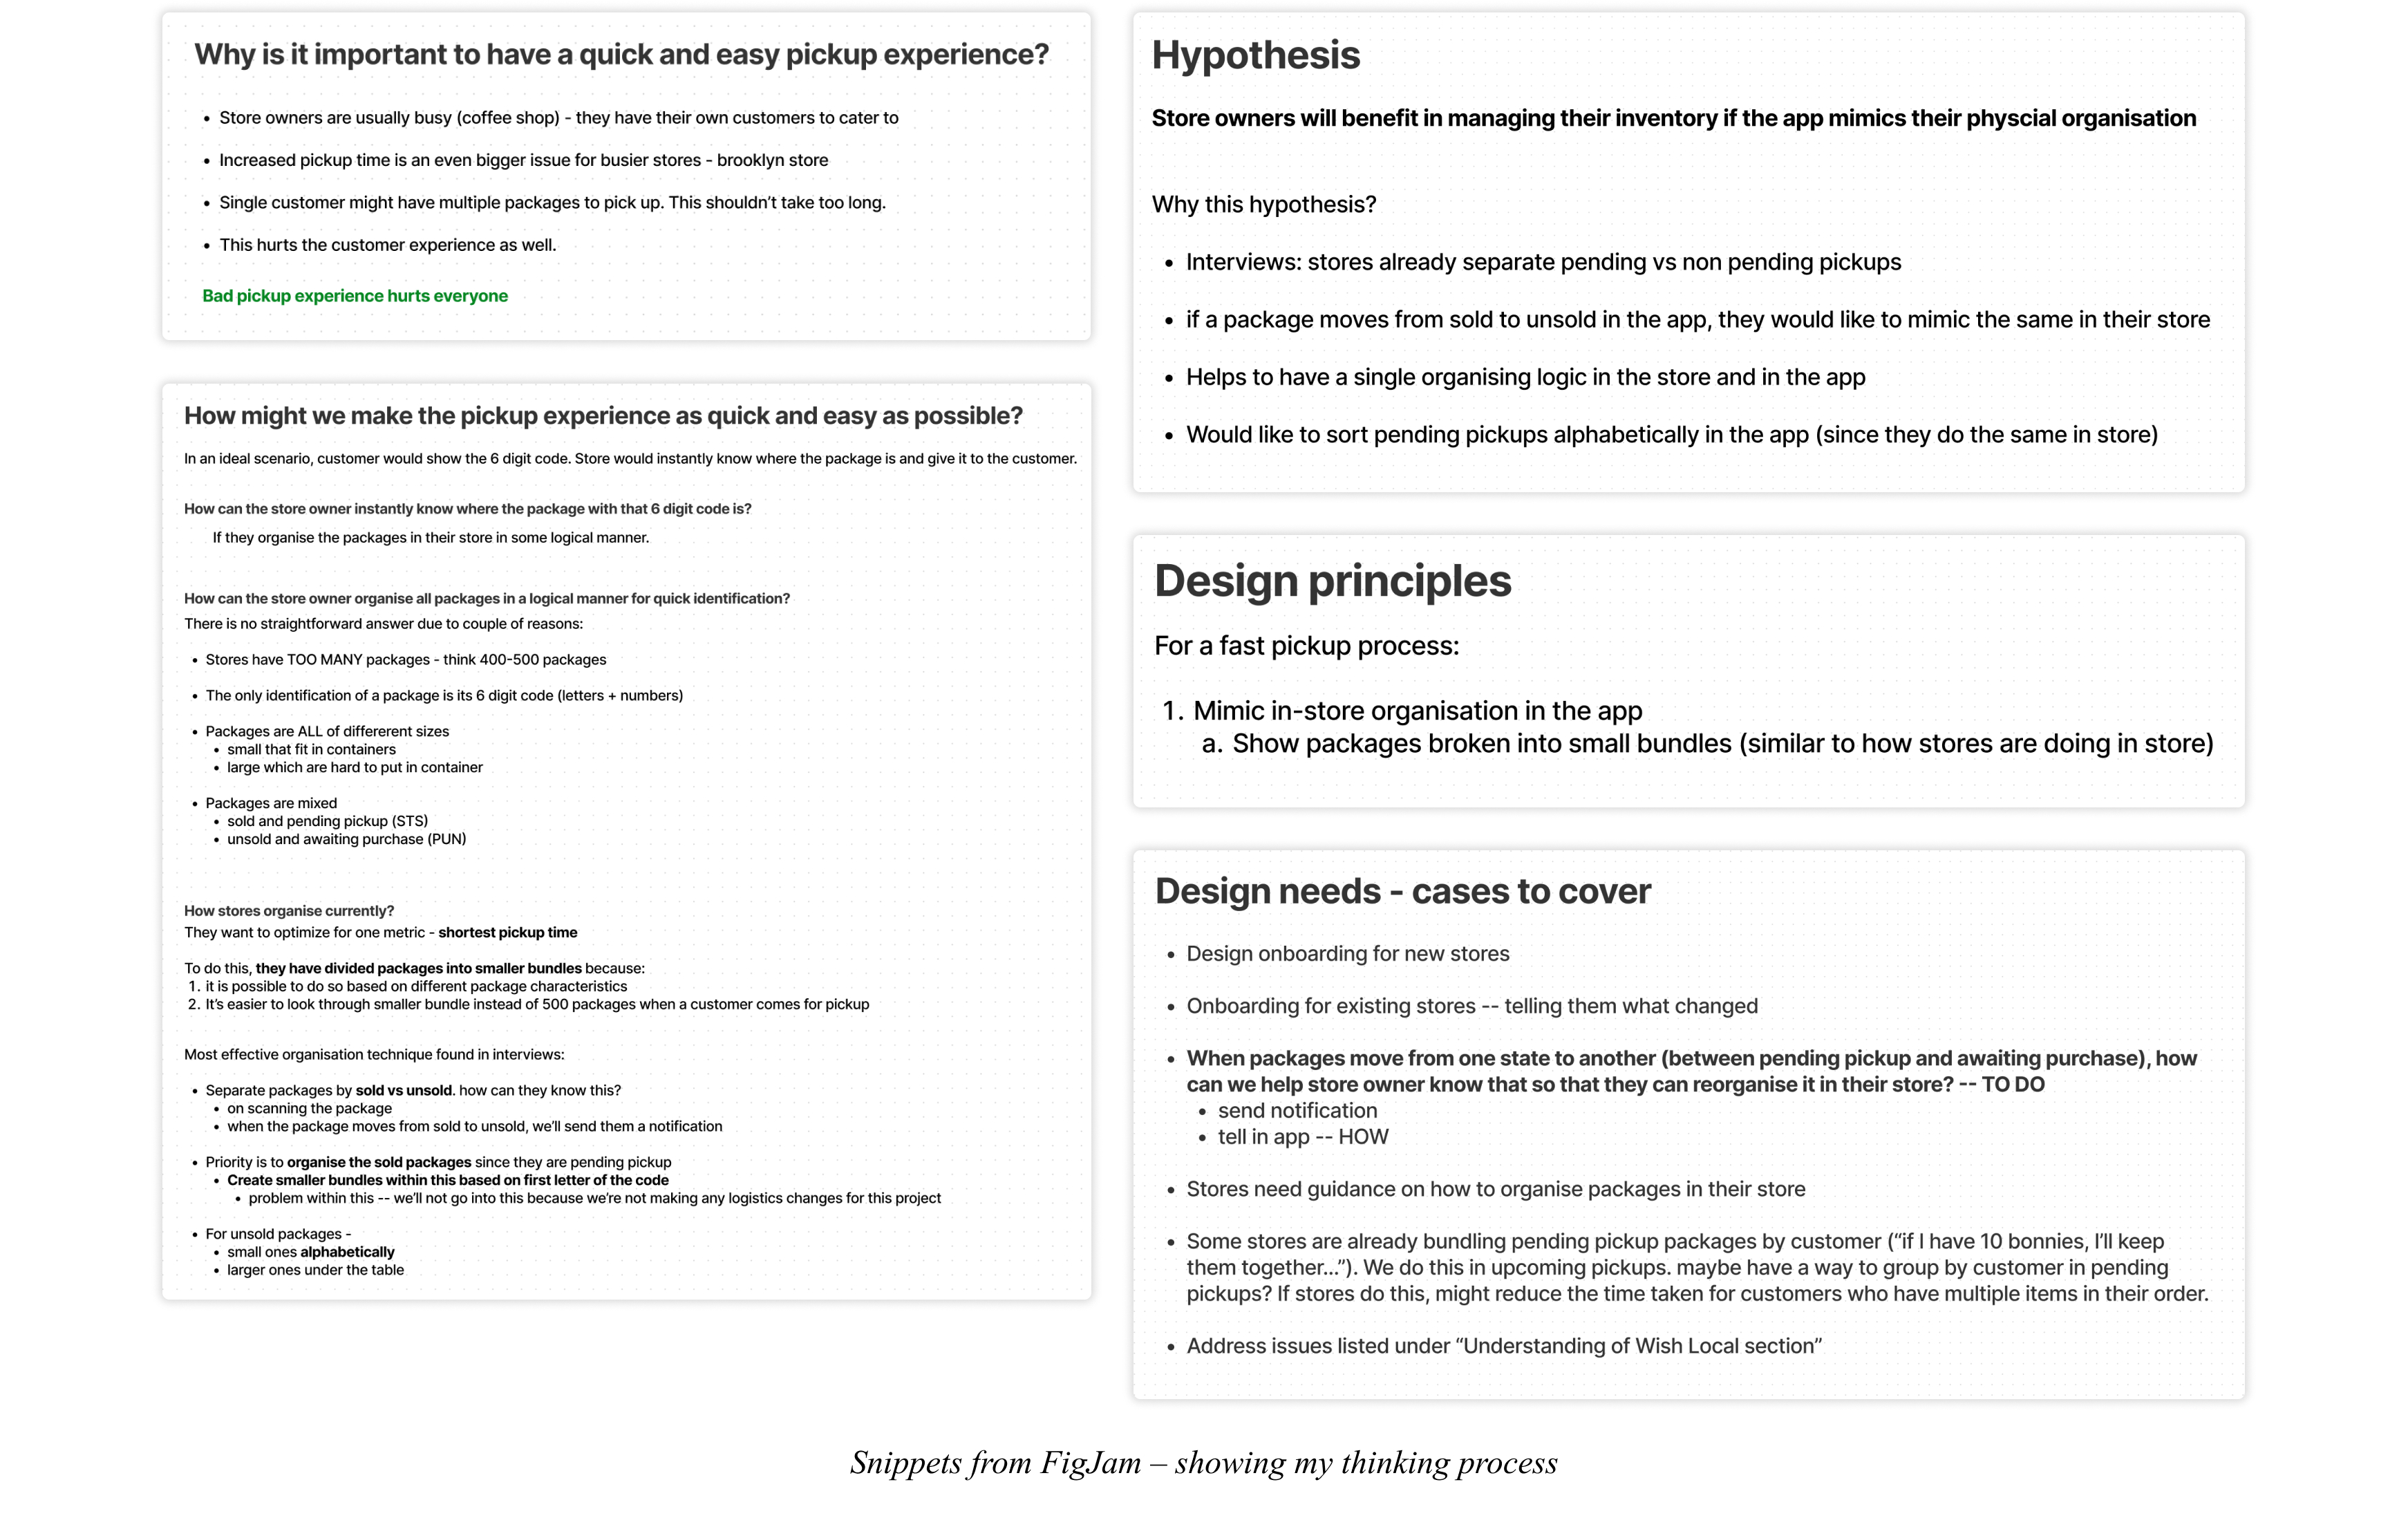 Why is it important to have a quick and easy pickup experience?
• Store owners are usually busy (coffee shop) - they have their own customers to cater to
• Increased pickup time is an even bigger issue for busier stores - brooklyn store
• Single customer might have multiple packages to pick up. This shouldn’t take too long.
• This hurts the customer experience as well.
Bad pickup experience hurts everyone
How might we make the pickup experience as quick and easy as possible?
In an ideal scenario, customer would show the 6 digit code. Store would instantly know where the package is and give it to the customer.
How can the store owner instantly know where the package with that 6 digit code is?
If they organise the packages in their store in some logical manner.
How can the store owner organise all packages in a logical manner for quick identification?
There is no straightforward answer due to couple of reasons:
• Stores have TOO MANY packages - think 400-500 packages
• The only identification of a package is its 6 digit code (letters + numbers)
• Packages are ALL of differerent sizes
• small that fit in containers
• large which are hard to put in container
• Packages are mixed
• sold and pending pickup (STS)
• unsold and awaiting purchase (PUN)
How stores organise currently?
They want to optimize for one metric - shortest pickup time
To do this, they have divided packages into smaller bundles because:
1. it is possible to do so based on different package characteristics
2. It’s easier to look through smaller bundle instead of 500 packages when a customer comes for pickup
Most effective organisation technique found in interviews:
• Separate packages by sold vs unsold. how can they know this?
• on scanning the package
• when the package moves from sold to unsold, we’ll send them a notification
• Priority is to organise the sold packages since they are pending pickup
• Create smaller bundles within this based on first letter of the code
• problem within this -- we’ll not go into this because we’re not making any logistics changes for this project
• For unsold packages -
• small ones alphabetically
• larger ones under the table
Hypothesis
Store owners will benefit in managing their inventory if the app mimics their physcial organisation
Why this hypothesis?
• Interviews: stores already separate pending vs non pending pickups
• if a package moves from sold to unsold in the app, they would like to mimic the same in their store
• Helps to have a single organising logic in the store and in the app
• Would like to sort pending pickups alphabetically in the app (since they do the same in store)
Design principles
For a fast pickup process:
1. Mimic in-store organisation in the app
a. Show packages broken into small bundles (similar to how stores are doing in store)
Design needs - cases to cover
• Design onboarding for new stores
• Onboarding for existing stores -- telling them what changed
• When packages move from one state to another (between pending pickup and awaiting purchase), how
can we help store owner know that so that they can reorganise it in their store? -- TO DO
• send notification
• tell in app -- HOW
• Stores need guidance on how to organise packages in their store
• Some stores are already bundling pending pickup packages by customer (“if I have 10 bonnies, I’ll keep
them together...”). We do this in upcoming pickups. maybe have a way to group by customer in pending
pickups? If stores do this, might reduce the time taken for customers who have multiple items in their order.
• Address issues listed under “Understanding of Wish Local section”
Snippets from FigJam – showing my thinking process